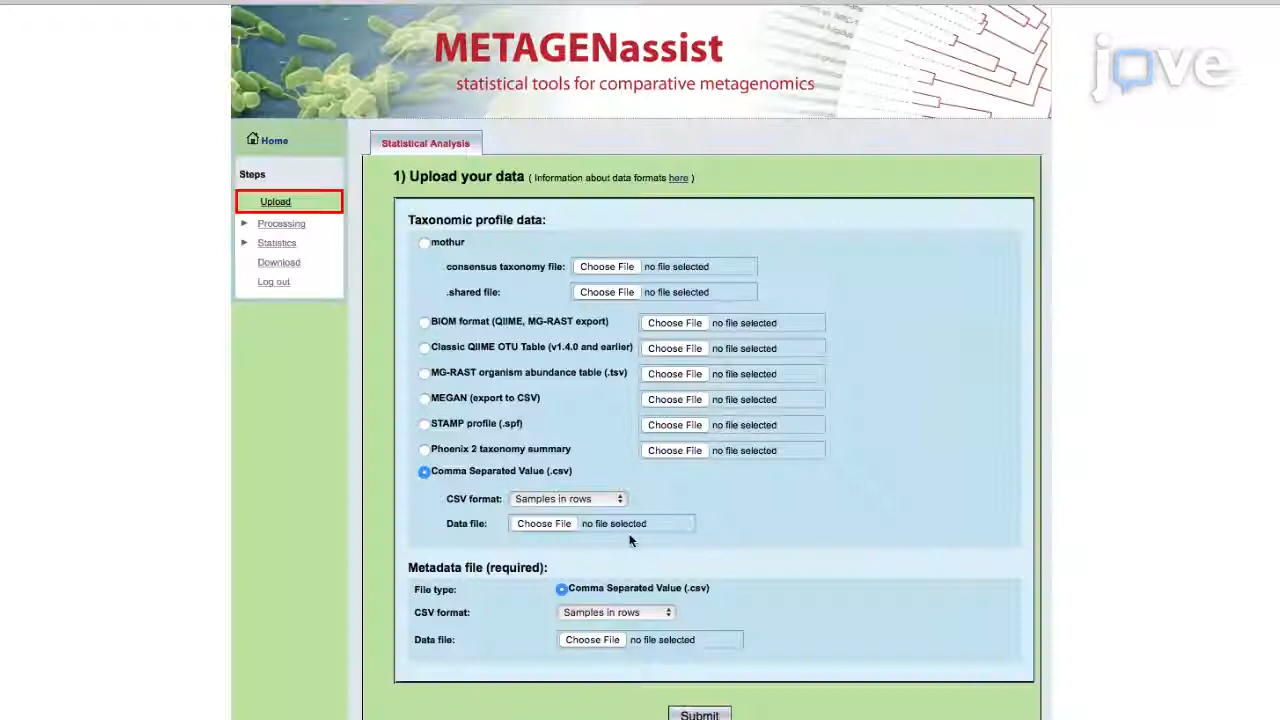 METAGENassist
statistical tools for comparative metagenomics
jove
Home
Statistical Analysis
Steps
Upload
Processing
Statistics
Download
Log out
1) Upload your data ( Information about data formats here )
Taxonomic profile data:
mothur
consensus taxonomy file: Choose File no file selected
.shared file: Choose File no file selected
BIOM format (QIIME, MG-RAST export) Choose File no file selected
Classic QIIME OTU Table (v1.4.0 and earlier) Choose File no file selected
MG-RAST organism abundance table (.tsv) Choose File no file selected
MEGAN (export to CSV) Choose File no file selected
STAMP profile (.spf) Choose File no file selected
Phoenix 2 taxonomy summary Choose File no file selected
Comma Separated Value (.csv)
CSV format: Samples in rows
Data file: Choose File no file selected
Metadata file (required):
File type: Comma Separated Value (.csv)
CSV format: Samples in rows
Data file: Choose File no file selected
Submit